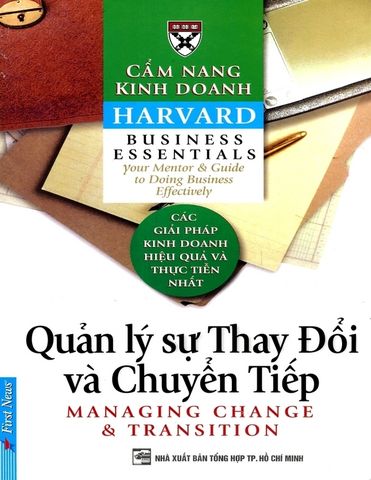 CẨM NANG
KINH DOANH
HARVARD
BUSINESS
ESSENTIALS
Your Mentor & Guide
to Doing Business
Effectively
CÁC
GIẢI PHÁP
KINH DOANH
HIỆU QUẢ VÀ
THỰC TIỄN
NHẤT
Quản lý sự Thay Đổi
và Chuyển Tiếp
MANAGING CHANGE
& TRANSITION
First News
NHÀ XUẤT BẢN TỔNG HỢP TP. HỒ CHÍ MINH